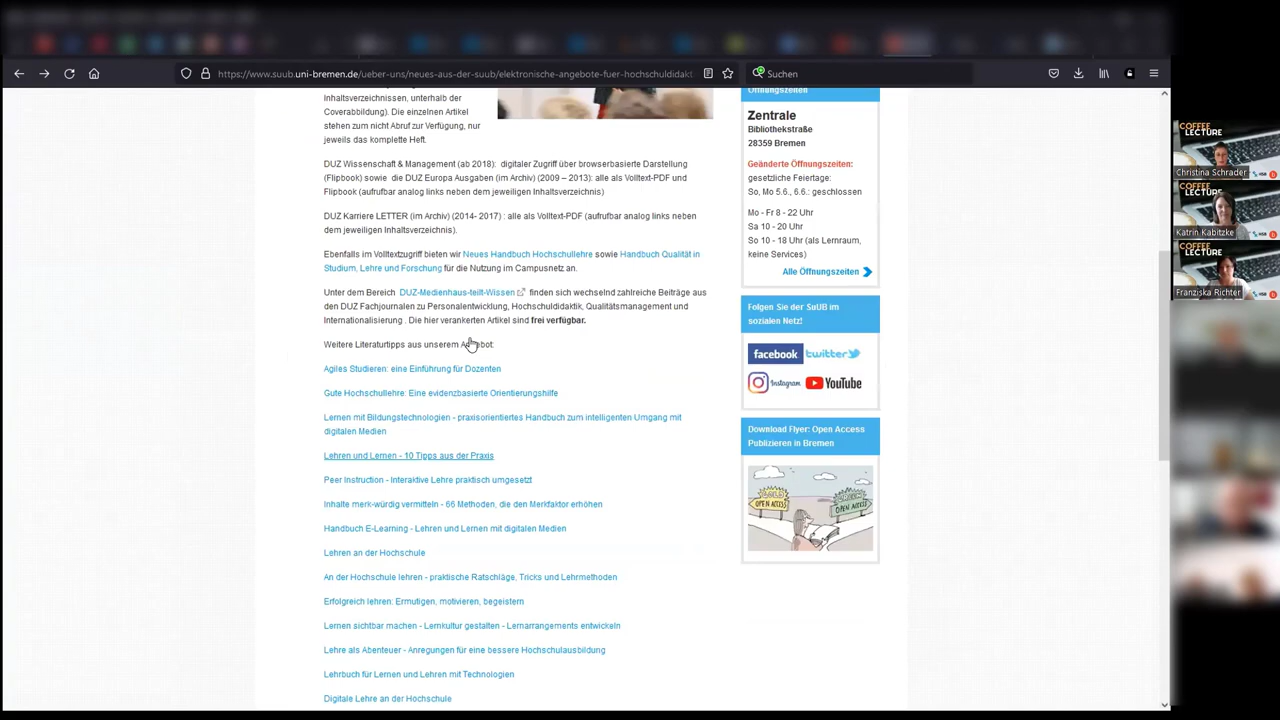 https://www.suub.uni-bremen.de/ueber-uns/neues-aus-der-suub/elektronische-angebote-fuer-hochschuldidakt
Suchen
Inhaltsverzeichnissen, unterhalb der
Coverabbildung). Die einzelnen Artikel
stehen zum nicht Abruf zur Verfügung, nur
jeweils das komplette Heft.
DUZ Wissenschaft & Management (ab 2018): digitaler Zugriff über browserbasierte Darstellung
(Flipbook) sowie die DUZ Europa Ausgaben (im Archiv) (2009 – 2013): alle als Volltext-PDF und
Flipbook (aufrufbar analog links neben dem jeweiligen Inhaltsverzeichnis)
DUZ Karriere LETTER (im Archiv) (2014- 2017) : alle als Volltext-PDF (aufrufbar analog links neben
dem jeweiligen Inhaltsverzeichnis).
Ebenfalls im Volltextzugriff bieten wir Neues Handbuch Hochschullehre sowie Handbuch Qualität in
Studium, Lehre und Forschung für die Nutzung im Campusnetz an.
Unter dem Bereich DUZ-Medienhaus-teilt-Wissen finden sich wechselnd zahlreiche Beiträge aus
den DUZ Fachjournalen zu Personalentwicklung, Hochschuldidaktik, Qualitätsmanagement und
Internationalisierung . Die hier verankerten Artikel sind frei verfügbar.
Weitere Literaturtipps aus unserem Angebot:
Agiles Studieren: eine Einführung für Dozenten
Gute Hochschullehre: Eine evidenzbasierte Orientierungshilfe
Lernen mit Bildungstechnologien - praxisorientiertes Handbuch zum intelligenten Umgang mit
digitalen Medien
Lehren und Lernen - 10 Tipps aus der Praxis
Peer Instruction - Interaktive Lehre praktisch umgesetzt
Inhalte merk-würdig vermitteln - 66 Methoden, die den Merkfaktor erhöhen
Handbuch E-Learning - Lehren und Lernen mit digitalen Medien
Lehren an der Hochschule
An der Hochschule lehren - praktische Ratschläge, Tricks und Lehrmethoden
Erfolgreich lehren: Ermutigen, motivieren, begeistern
Lernen sichtbar machen - Lernkultur gestalten - Lernarrangements entwickeln
Lehre als Abenteuer - Anregungen für eine bessere Hochschulausbildung
Lehrbuch für Lernen und Lehren mit Technologien
Digitale Lehre an der Hochschule
Öffnungszeiten
Zentrale
Bibliothekstraße
28359 Bremen
Geänderte Öffnungszeiten:
gesetzliche Feiertage:
So, Mo 5.6., 6.6.: geschlossen
Mo - Fr 8 - 22 Uhr
Sa 10 - 20 Uhr
So 10 - 18 Uhr (als Lernraum,
keine Services)
Alle Öffnungszeiten
Folgen Sie der SuUB im
sozialen Netz!
facebook
twitter
Instagram
YouTube
Download Flyer: Open Access
Publizieren in Bremen
GOLD
OPEN ACCESS
GREEN
OPEN ACCESS
COFFEE
LECTURE
Christina Schrader
COFFEE
LECTURE
Katrin Kabitzke
COFFEE
LECTURE
Franziska Richter